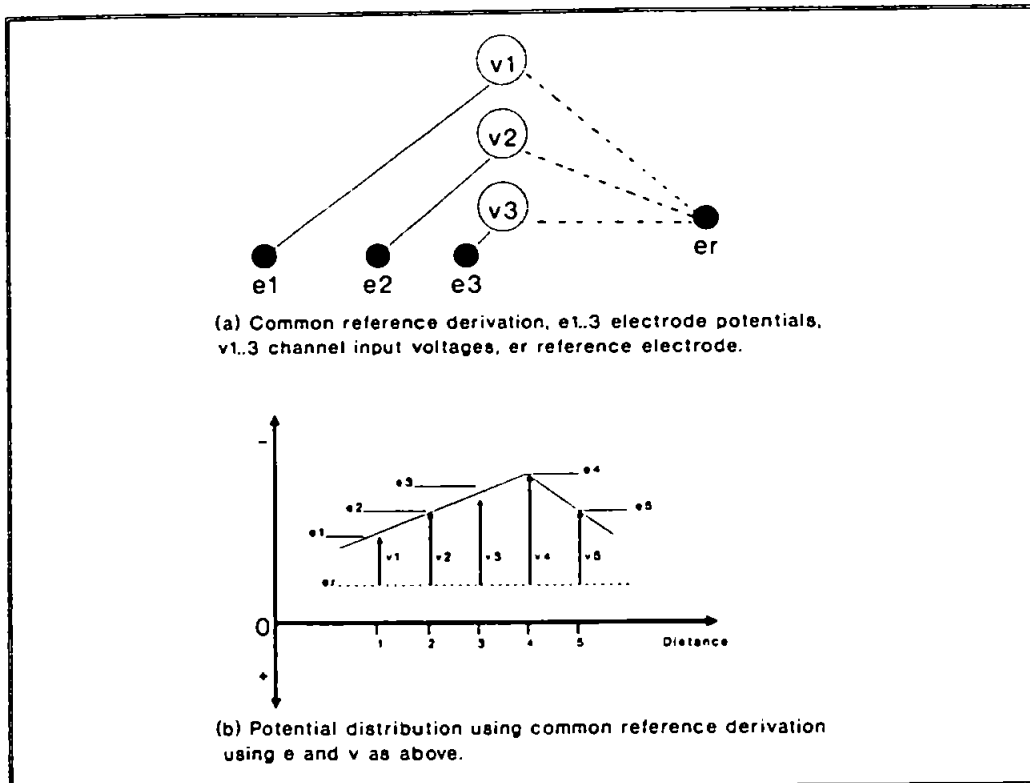 v1
v2
v3
er
e1 e2 e3
(a) Common reference derivation, e1..3 electrode potentials,
v1..3 channel input voltages, er reference electrode.
−
e4
e3
e2 e5
e1
v1 v2 v3 v4 v5
er
0
1 2 3 4 5 Distance
+
(b) Potential distribution using common reference derivation
using e and v as above.